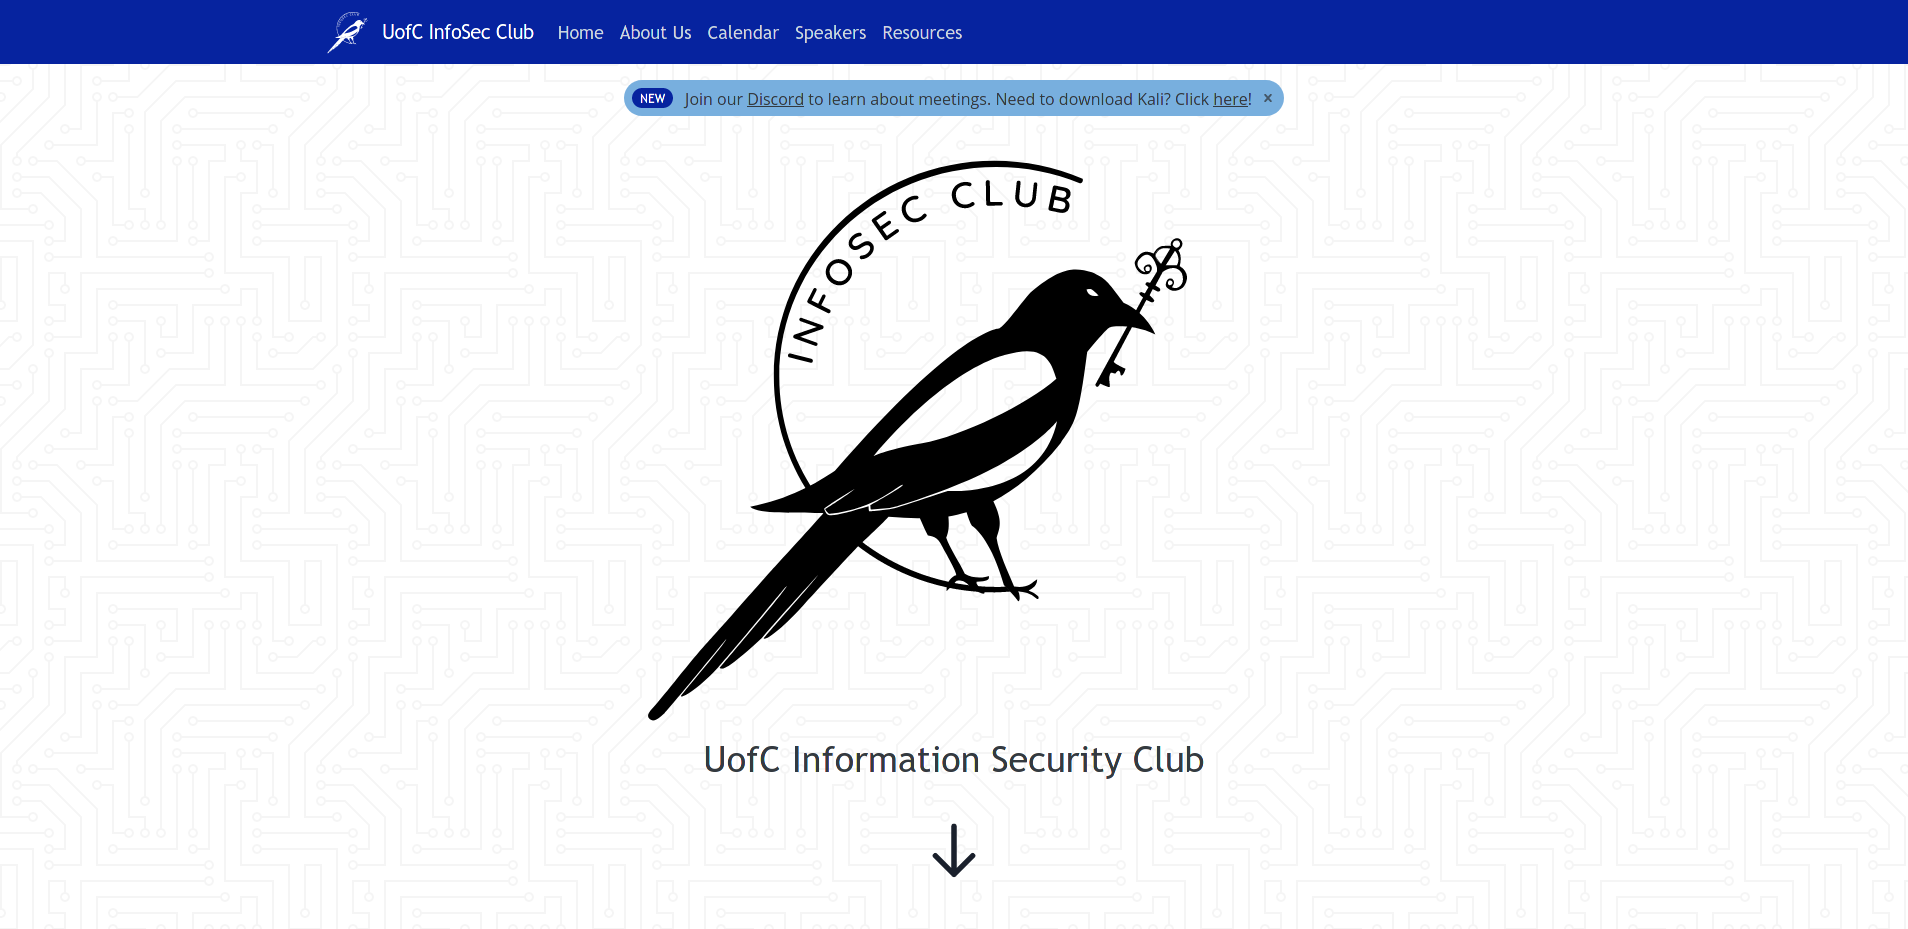 UofC InfoSec Club Home About Us Calendar Speakers Resources
NEW Join our Discord to learn about meetings. Need to download Kali? Click here! ×
INFOSEC CLUB
UofC Information Security Club